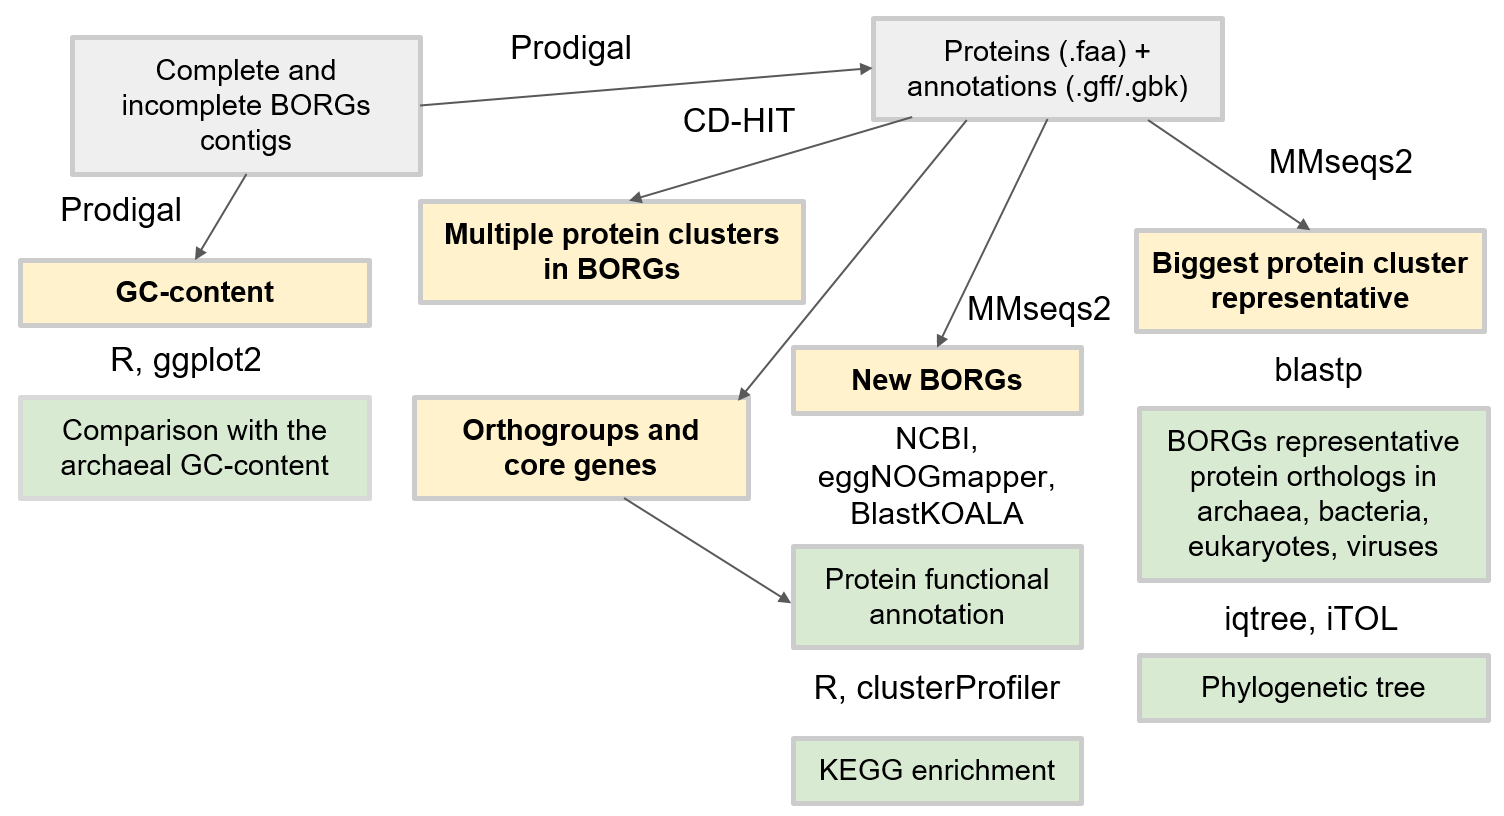 Complete and
incomplete BORGs
contigs
Prodigal
Proteins (.faa) +
annotations (.gff/.gbk)
CD-HIT
MMseqs2
Prodigal
Multiple protein clusters
in BORGs
Biggest protein cluster
representative
GC-content
MMseqs2
R, ggplot2
New BORGs
blastp
Comparison with the
archaeal GC-content
Orthogroups and
core genes
NCBI,
eggNOGmapper,
BlastKOALA
BORGs representative
protein orthologs in
archaea, bacteria,
eukaryotes, viruses
Protein functional
annotation
iqtree, iTOL
R, clusterProfiler
Phylogenetic tree
KEGG enrichment